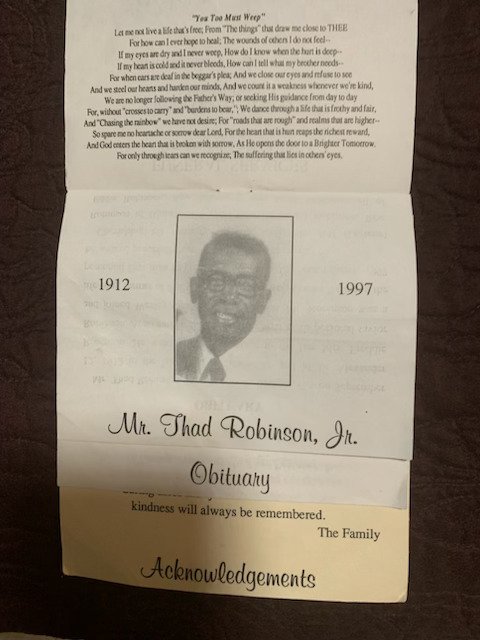 "You Too Must Weep"
Let me not live a life that's free; From "The things" that draw me close to THEE
For how can I ever hope to heal; The wounds of others I do not feel--
If my eyes are dry and I never weep, How do I know when the hurt is deep--
If my heart is cold and it never bleeds, How can I tell what my brother needs--
For when ears are deaf in the beggar's plea; And we close our eyes and refuse to see
And we steel our hearts and harden our minds, And we count it a weakness whenever we're kind,
We are no longer following the Father's Way; or seeking His guidance from day to day
For, without "crosses to carry" and "burdens to bear,"; We dance through a life that is frothy and fair,
And "Chasing the rainbow" we have not desire; For "roads that are rough" and realms that are higher--
So spare me no heartache or sorrow dear Lord, For the heart that is hurt reaps the richest reward,
And God enters the heart that is broken with sorrow, As He opens the door to a Brighter Tomorrow.
For only through tears can we recognize, The suffering that lies in others' eyes.
1912
1997
Mr. Thad Robinson, Jr.
Obituary
kindness will always be remembered.
The Family
Acknowledgements